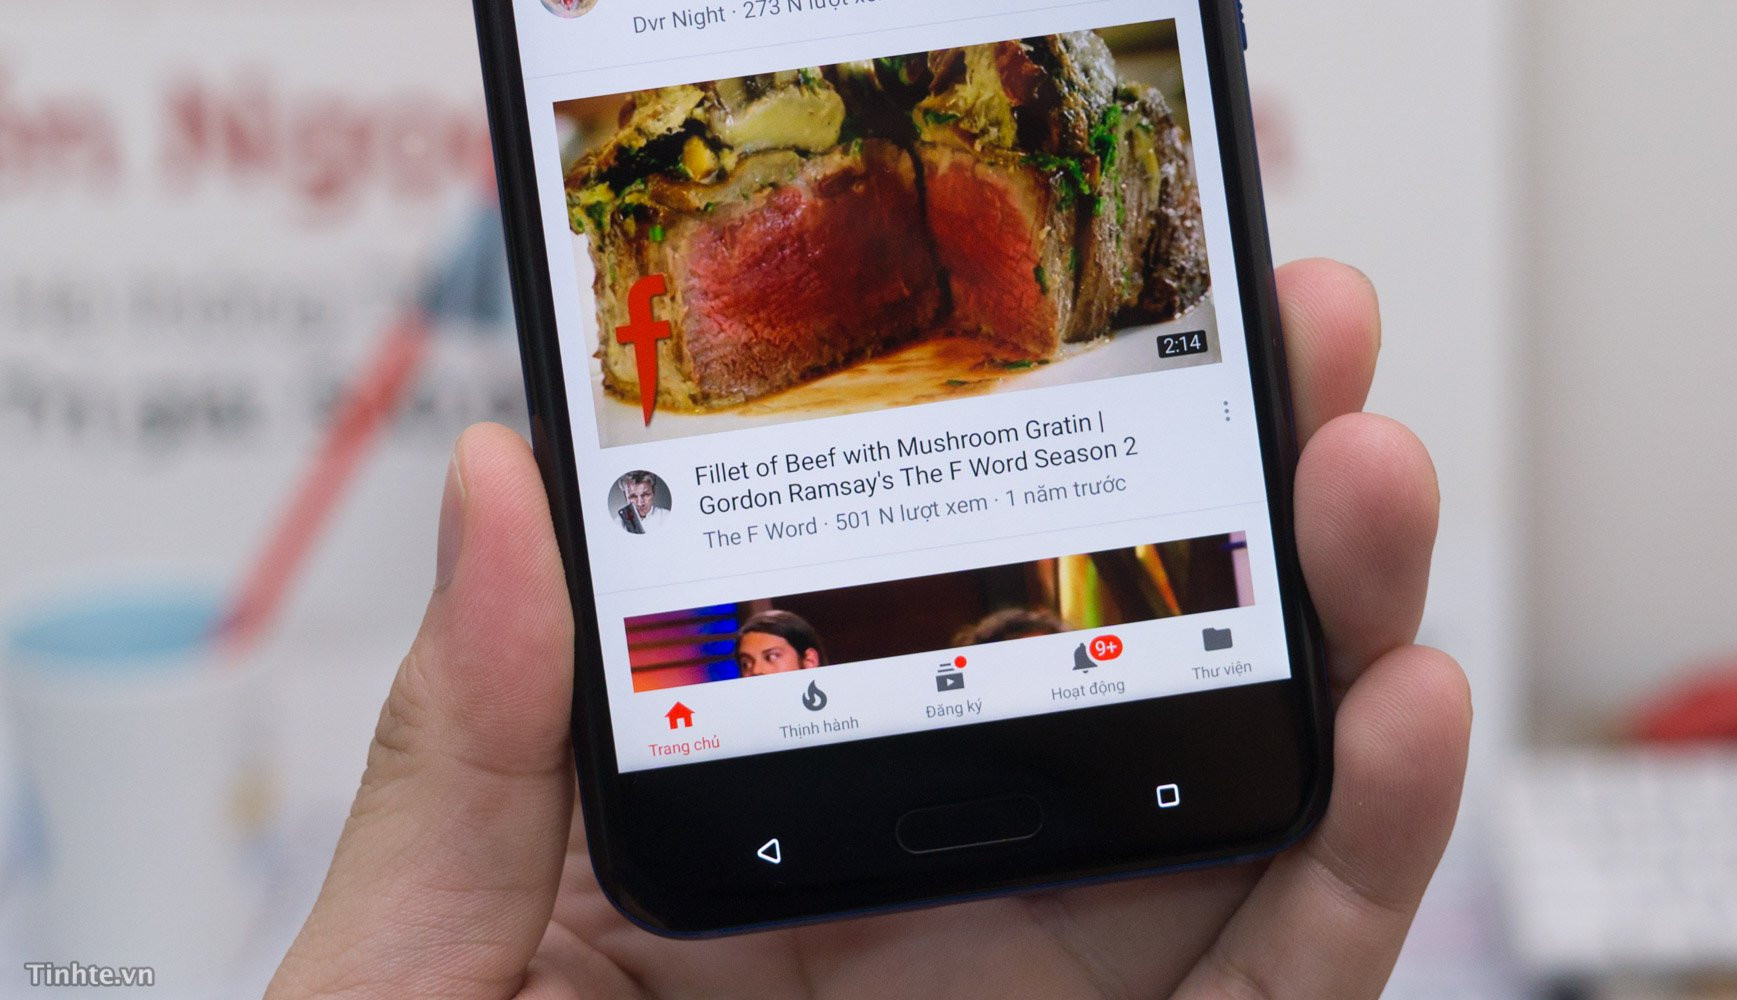 Dvr Night · 273 N lượt
f
2:14
Fillet of Beef with Mushroom Gratin |
Gordon Ramsay's The F Word Season 2
The F Word · 501 N lượt xem · 1 năm trước
9+
Trang chủ
Thịnh hành
Đăng ký
Hoạt động
Thư viện
Tinhte.vn